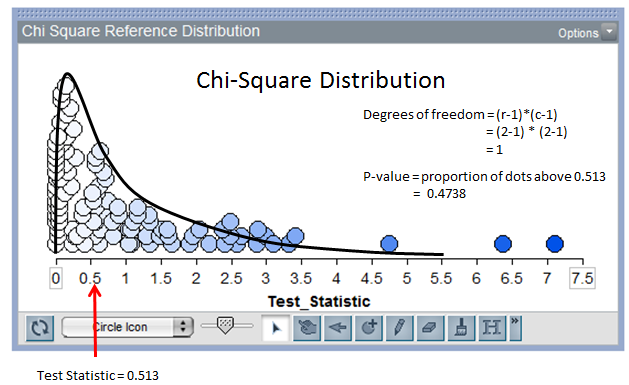 Chi Square Reference Distribution
Options
Chi-Square Distribution
Degrees of freedom = (r-1)*(c-1)
= (2-1) * (2-1)
= 1
P-value = proportion of dots above 0.513
= 0.4738
0 0.5 1 1.5 2 2.5 3 3.5 4 4.5 5 5.5 6 6.5 7 7.5
Test_Statistic
Circle Icon
Test Statistic = 0.513